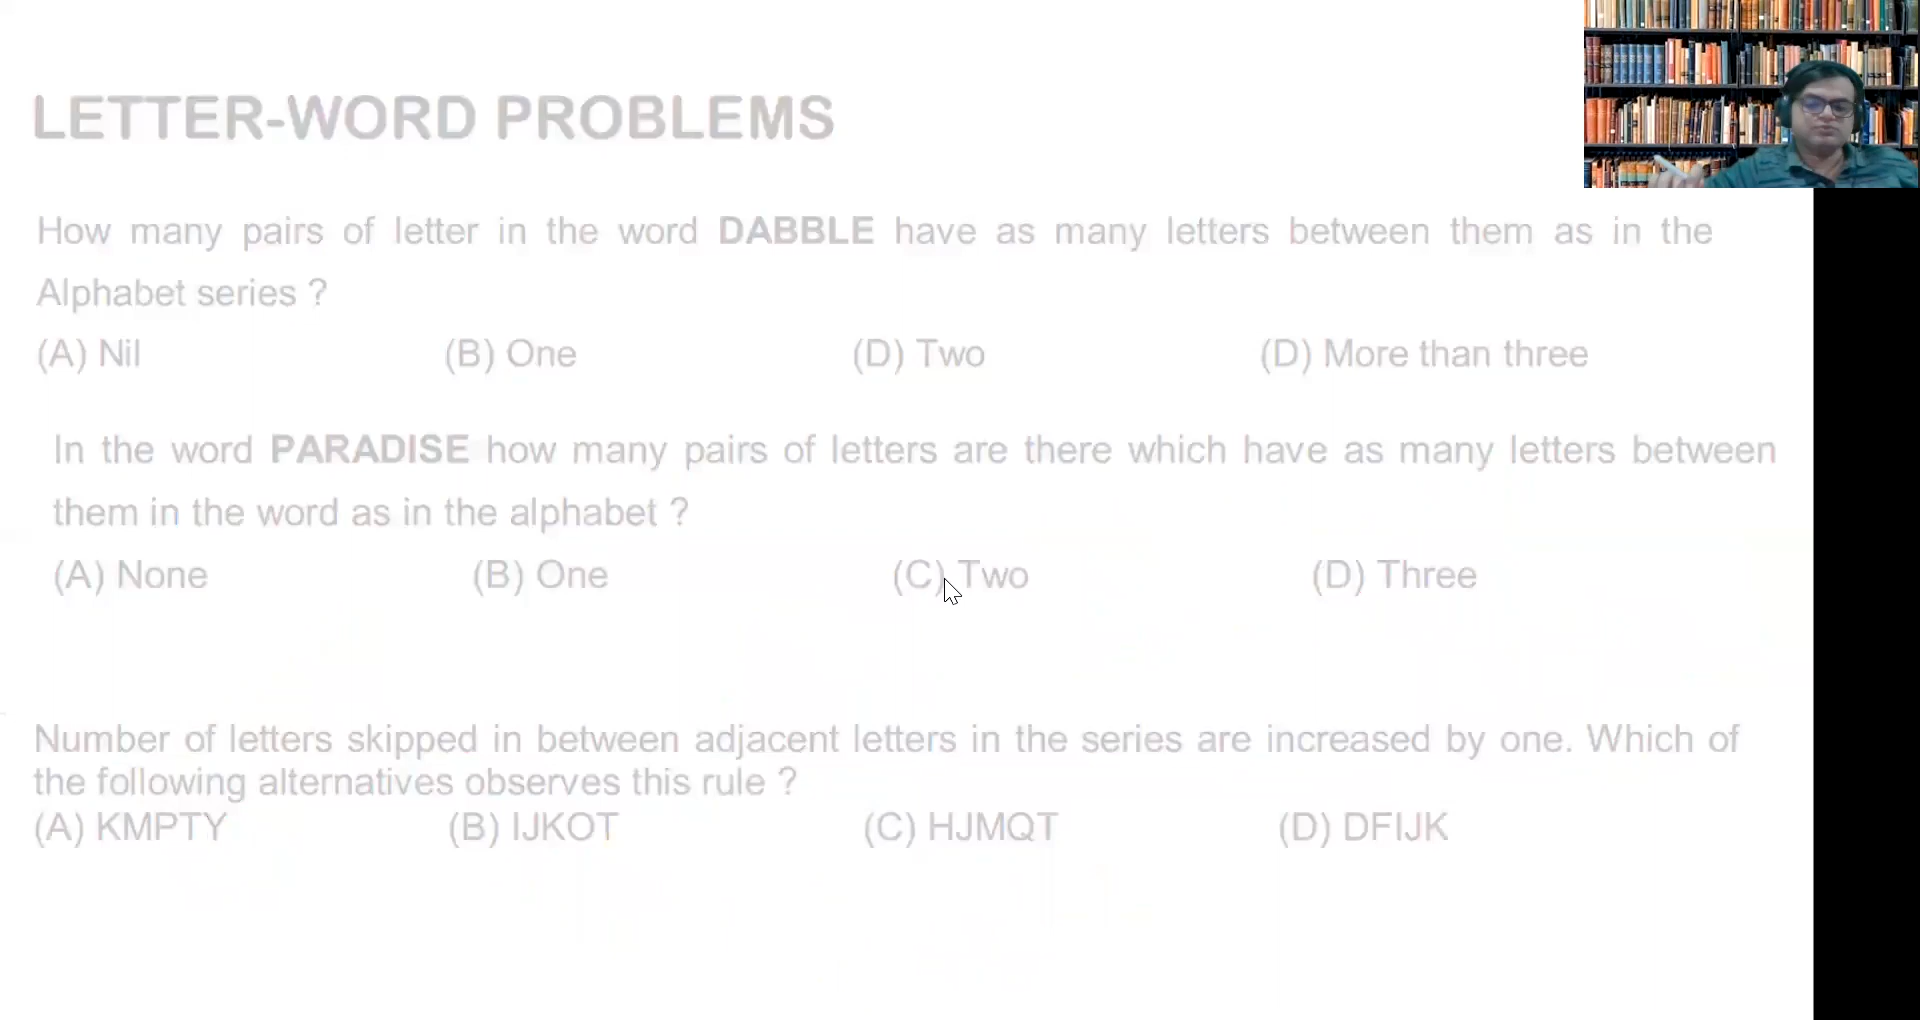 LETTER-WORD PROBLEMS
How many pairs of letter in the word DABBLE have as many letters between them as in the
Alphabet series ?
(A) Nil (B) One (D) Two (D) More than three
In the word PARADISE how many pairs of letters are there which have as many letters between
them in the word as in the alphabet ?
(A) None (B) One (C) Two (D) Three
Number of letters skipped in between adjacent letters in the series are increased by one. Which of
the following alternatives observes this rule ?
(A) KMPTY (B) IJKOT (C) HJMQT (D) DFIJK